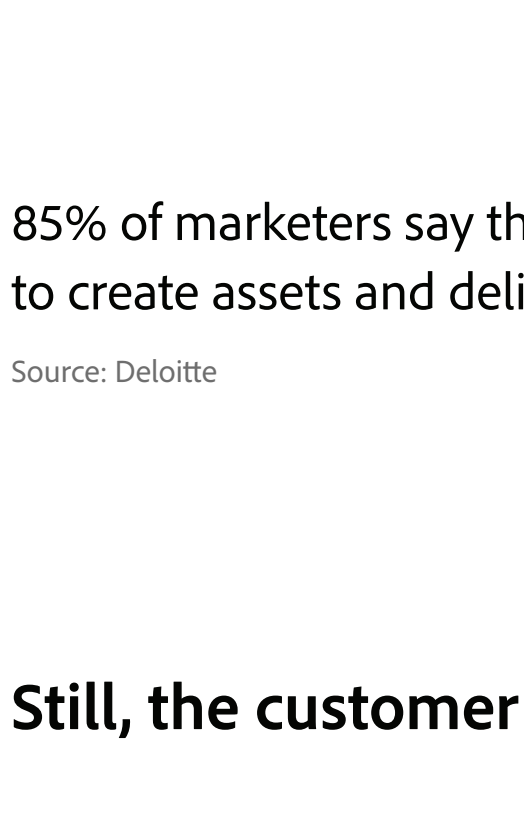 85% of marketers say th
to create assets and deli
Source: Deloitte
Still, the customer